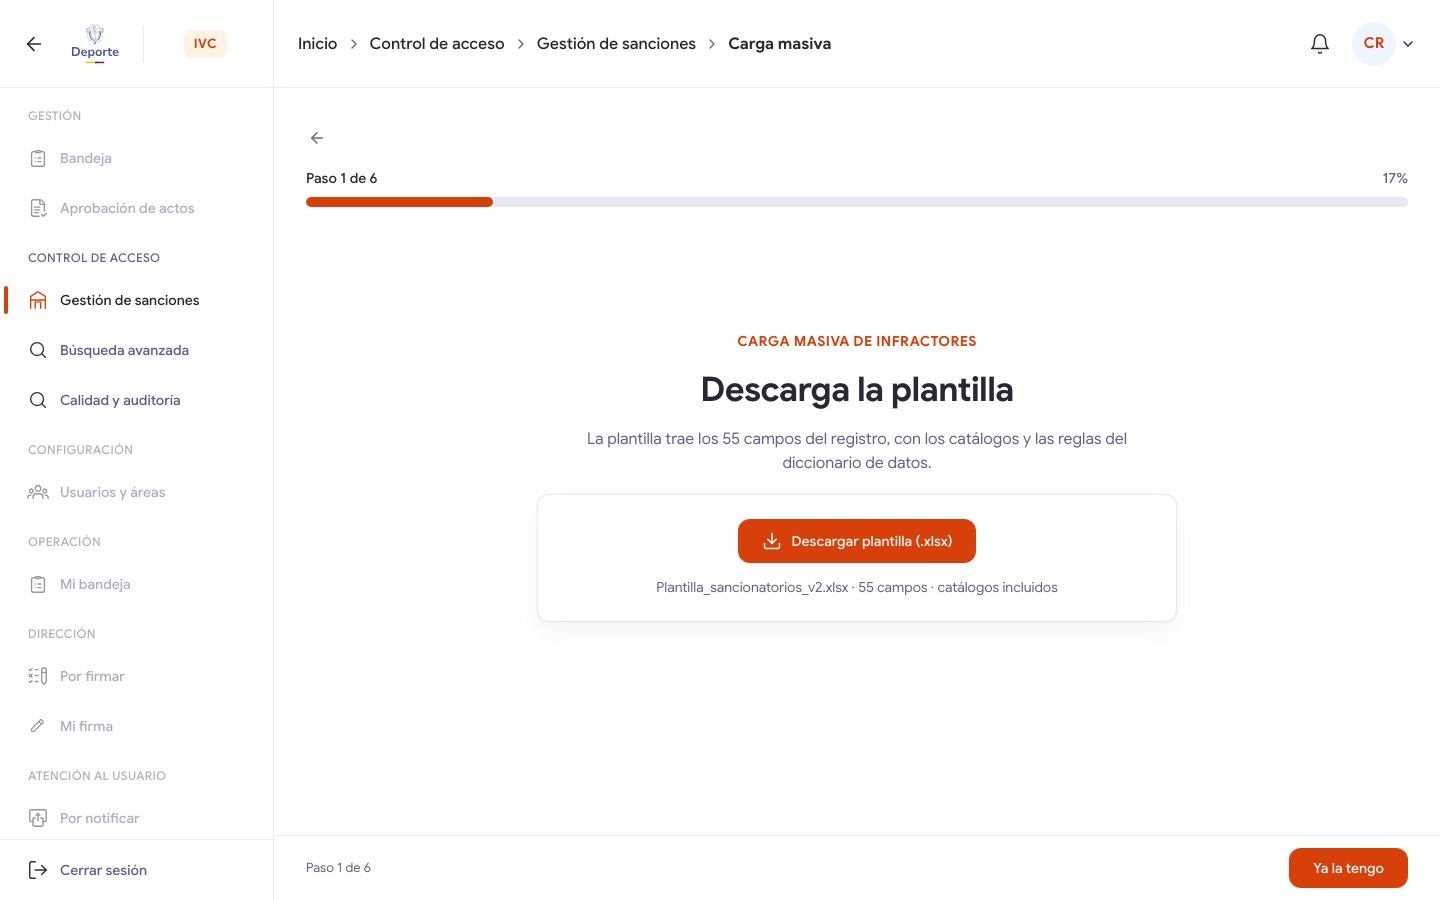 Deporte
IVC
Inicio
Control de acceso
Gestión de sanciones
Carga masiva
CR
GESTIÓN
Bandeja
Aprobación de actos
CONTROL DE ACCESO
Gestión de sanciones
Búsqueda avanzada
Calidad y auditoría
CONFIGURACIÓN
Usuarios y áreas
OPERACIÓN
Mi bandeja
DIRECCIÓN
Por firmar
Mi firma
ATENCIÓN AL USUARIO
Por notificar
Cerrar sesión
Paso 1 de 6
17%
CARGA MASIVA DE INFRACTORES
Descarga la plantilla
La plantilla trae los 55 campos del registro, con los catálogos y las reglas del
diccionario de datos.
Descargar plantilla (.xlsx)
Plantilla_sancionatorios_v2.xlsx · 55 campos · catálogos incluidos
Paso 1 de 6
Ya la tengo